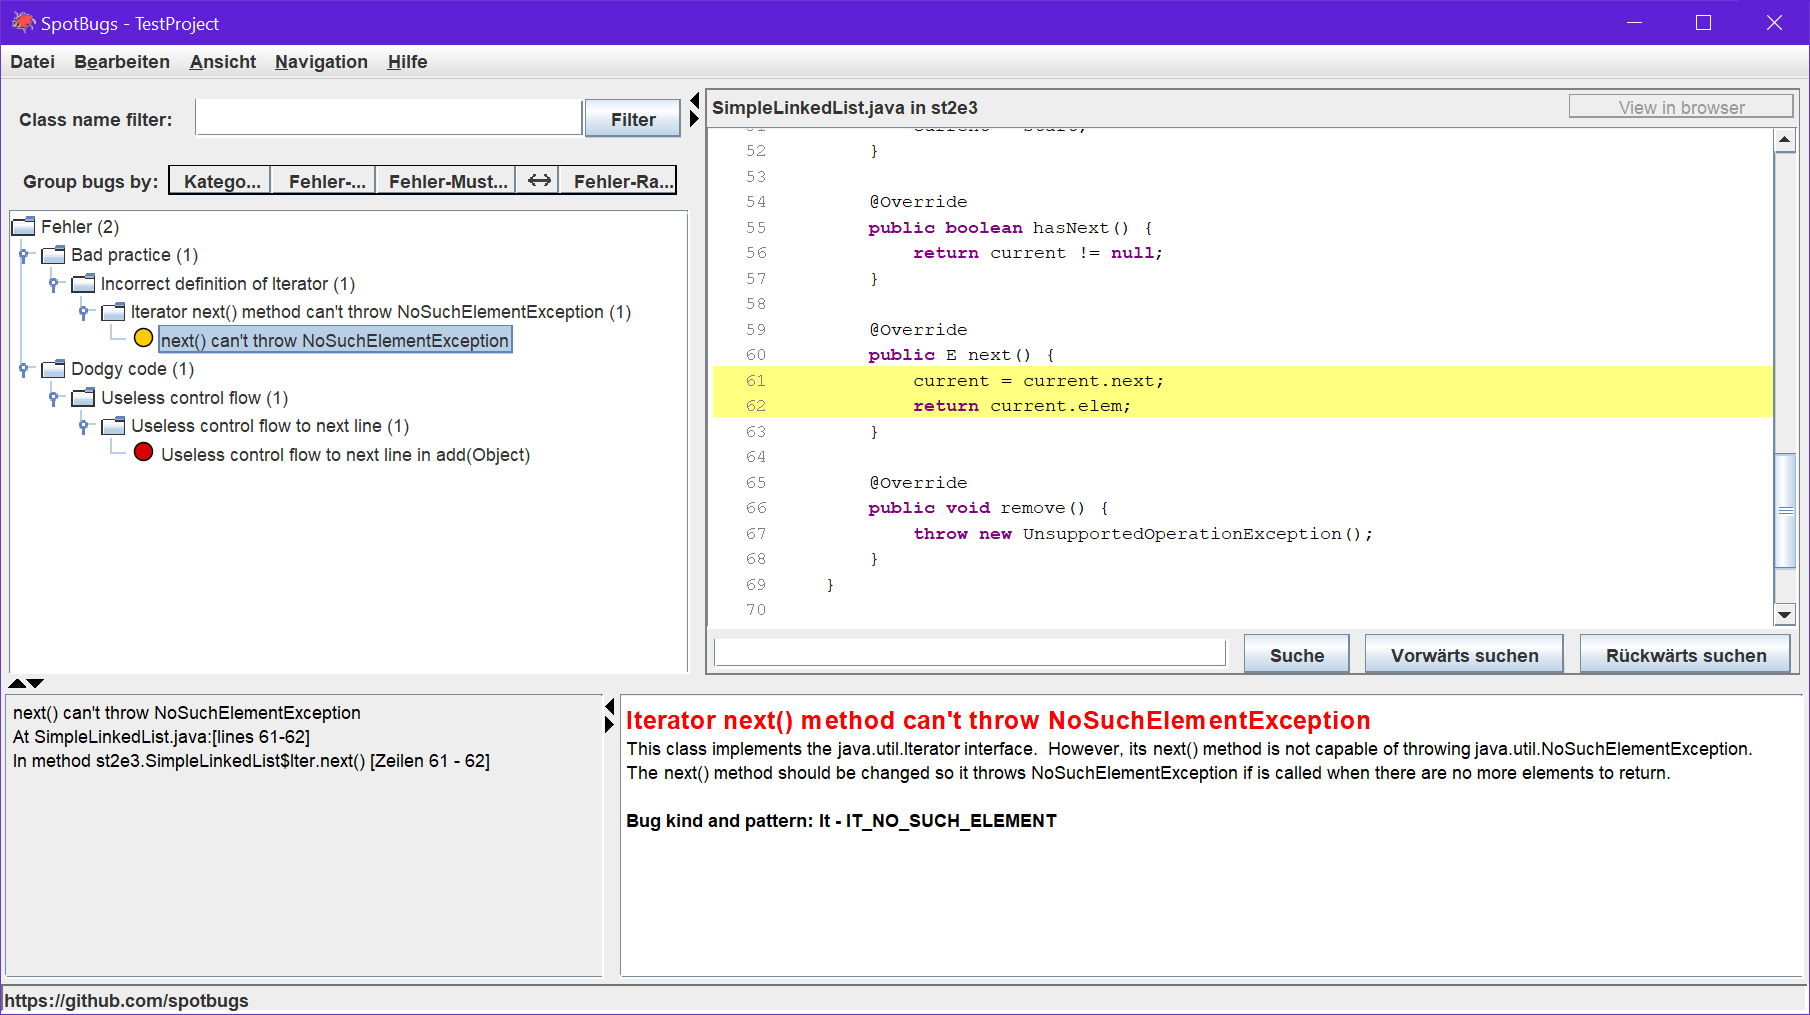 SpotBugs - TestProject
Datei Bearbeiten Ansicht Navigation Hilfe
Class name filter: Filter
Group bugs by: Katego... Fehler-... Fehler-Must... Fehler-Ra...
Fehler (2)
Bad practice (1)
Incorrect definition of Iterator (1)
Iterator next() method can't throw NoSuchElementException (1)
next() can't throw NoSuchElementException
Dodgy code (1)
Useless control flow (1)
Useless control flow to next line (1)
Useless control flow to next line in add(Object)
SimpleLinkedList.java in st2e3 View in browser
52 }
53
54 @Override
55 public boolean hasNext() {
56 return current != null;
57 }
58
59 @Override
60 public E next() {
61 current = current.next;
62 return current.elem;
63 }
64
65 @Override
66 public void remove() {
67 throw new UnsupportedOperationException();
68 }
69 }
70
Suche Vorwärts suchen Rückwärts suchen
next() can't throw NoSuchElementException
At SimpleLinkedList.java:[lines 61-62]
In method st2e3.SimpleLinkedList$Iter.next() [Zeilen 61 - 62]
Iterator next() method can't throw NoSuchElementException
This class implements the java.util.Iterator interface. However, its next() method is not capable of throwing java.util.NoSuchElementException.
The next() method should be changed so it throws NoSuchElementException if is called when there are no more elements to return.
Bug kind and pattern: It - IT_NO_SUCH_ELEMENT
https://github.com/spotbugs